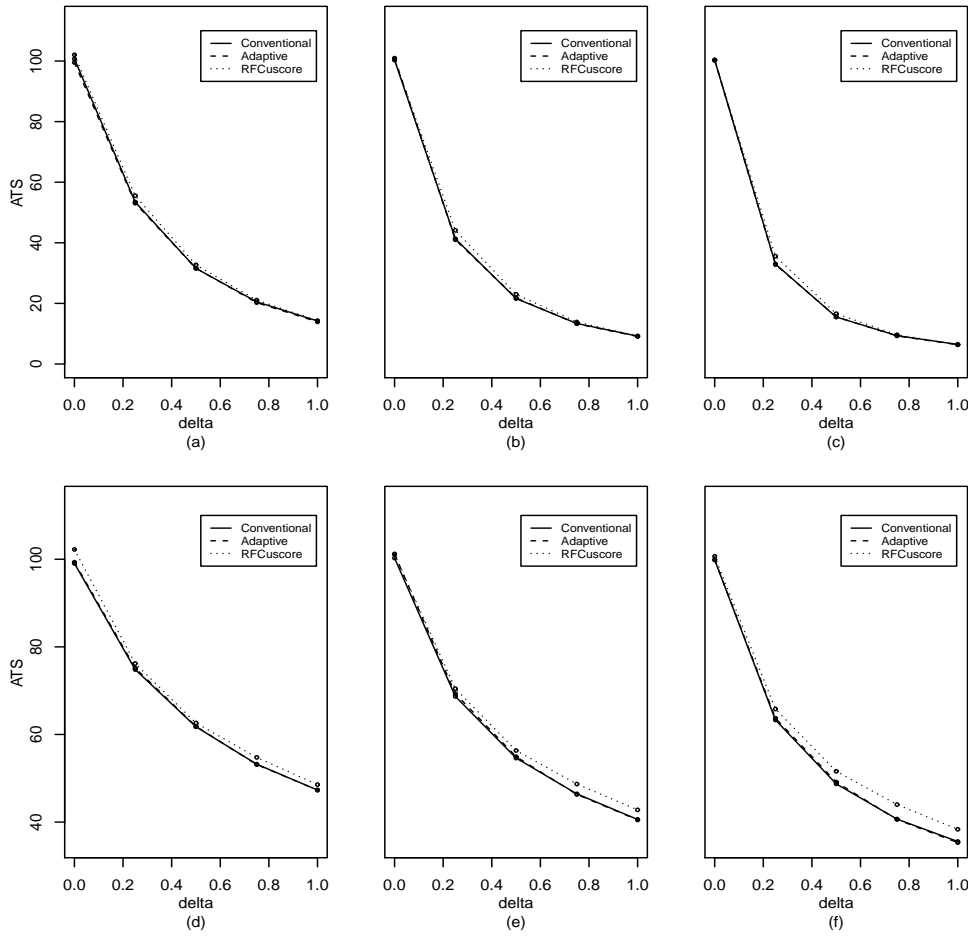 ATS
0
20
40
60
80
100
Conventional
Adaptive
RFCuscore
0.0 0.2 0.4 0.6 0.8 1.0
delta
(a)
Conventional
Adaptive
RFCuscore
0.0 0.2 0.4 0.6 0.8 1.0
delta
(b)
Conventional
Adaptive
RFCuscore
0.0 0.2 0.4 0.6 0.8 1.0
delta
(c)
ATS
40
60
80
100
Conventional
Adaptive
RFCuscore
0.0 0.2 0.4 0.6 0.8 1.0
delta
(d)
Conventional
Adaptive
RFCuscore
0.0 0.2 0.4 0.6 0.8 1.0
delta
(e)
Conventional
Adaptive
RFCuscore
0.0 0.2 0.4 0.6 0.8 1.0
delta
(f)